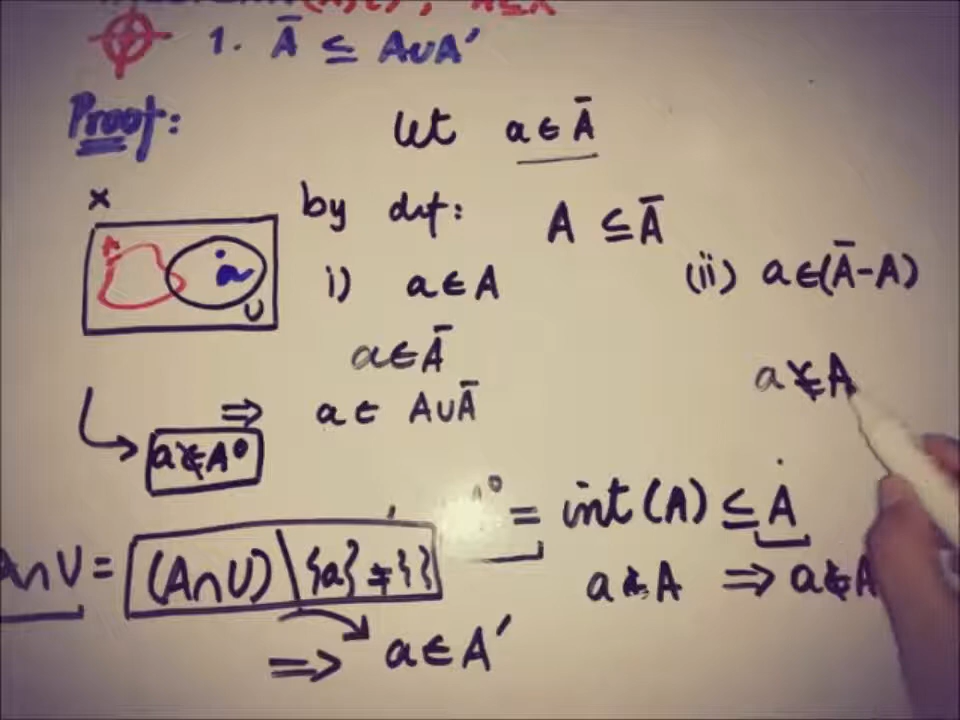 1. Ā ⊆ A∪A′
Proof:
Let a ∈ Ā
X
by def: A ⊆ Ā
A
a
U
i) a ∈ A
(ii) a ∈ (Ā − A)
a ∈ Ā
a ∉ A
⇒ a ∈ A∪Ā
a ∉ A°
A° = int(A) ⊆ A
A∩U = (A∩U) \ {a} ≠ { }
a ∉ A ⇒ a ∉ A
⇒ a ∈ A′